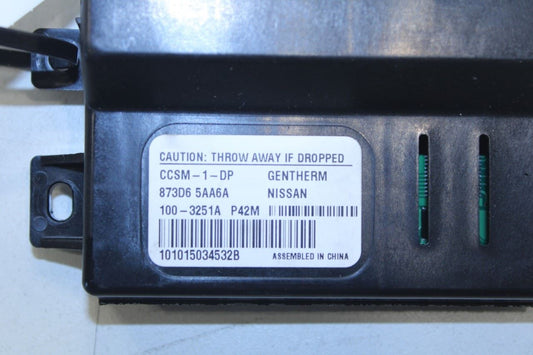 CAUTION: THROW AWAY IF DROPPED
CCSM-1-DP GENTHERM
873D6 5AA6A NISSAN
100-3251A P42M
101015034532B ASSEMBLED IN CHINA